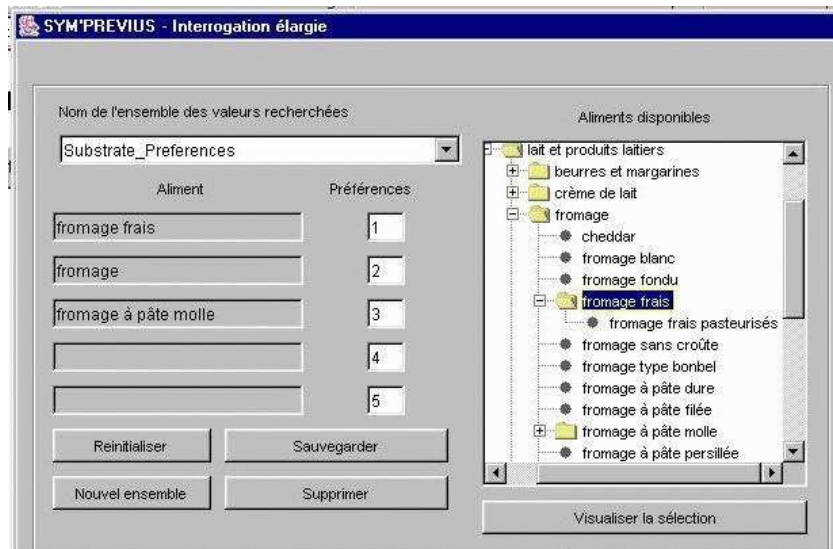 SYM'PREVIUS - Interrogation élargie
Nom de l'ensemble des valeurs recherchées
Substrate_Preferences
Aliment Préférences
fromage frais 1
fromage 2
fromage à pâte molle 3
4
5
Reinitialiser Sauvegarder
Nouvel ensemble Supprimer
Aliments disponibles
lait et produits laitiers
beurres et margarines
crème de lait
fromage
cheddar
fromage blanc
fromage fondu
fromage frais
fromage frais pasteurisés
fromage sans croûte
fromage type bonbel
fromage à pâte dure
fromage à pâte filée
fromage à pâte molle
fromage à pâte persillée
Visualiser la sélection